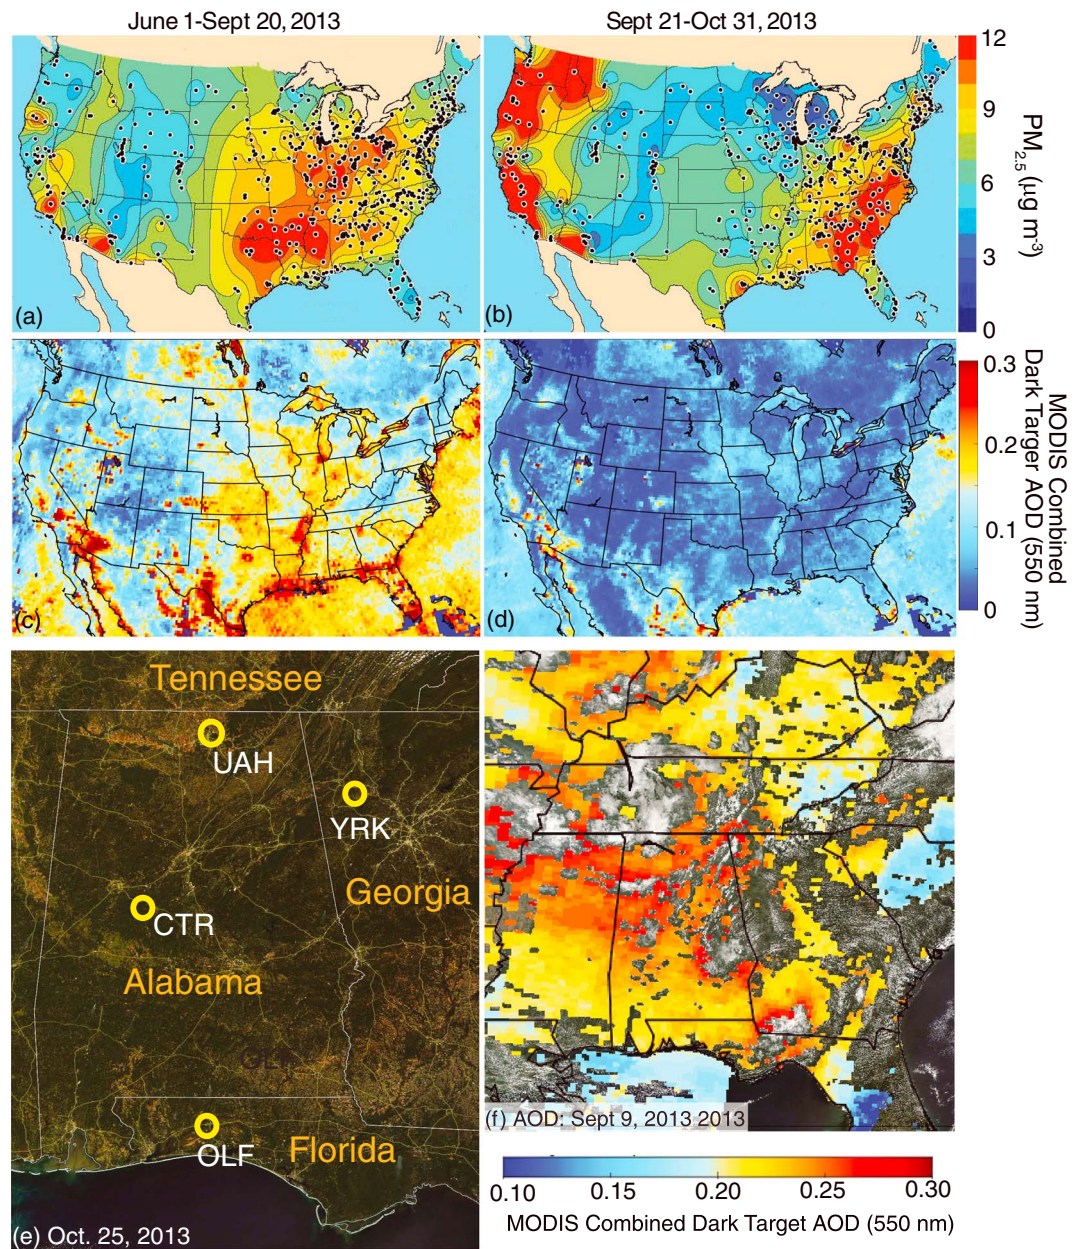 June 1-Sept 20, 2013
Sept 21-Oct 31, 2013
12
9
6
3
0
PM2.5 (µg m-3)
(a)
(b)
0.3
0.2
0.1
0
MODIS Combined
Dark Target AOD (550 nm)
(c)
(d)
Tennessee
UAH
YRK
Georgia
CTR
Alabama
OLF
Florida
(e) Oct. 25, 2013
(f) AOD: Sept 9, 2013 2013
0.10
0.15
0.20
0.25
0.30
MODIS Combined Dark Target AOD (550 nm)